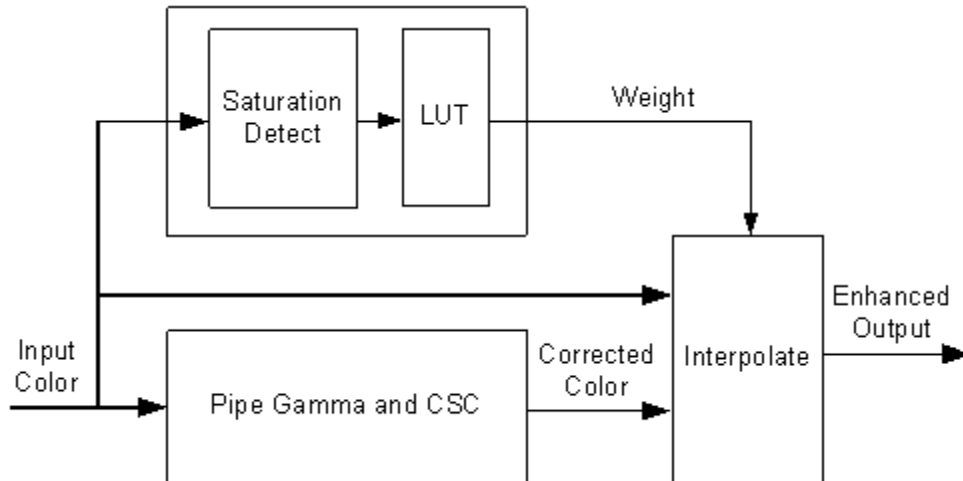 Saturation
Detect
LUT
Weight
Input
Color
Pipe Gamma and CSC
Corrected
Color
Interpolate
Enhanced
Output